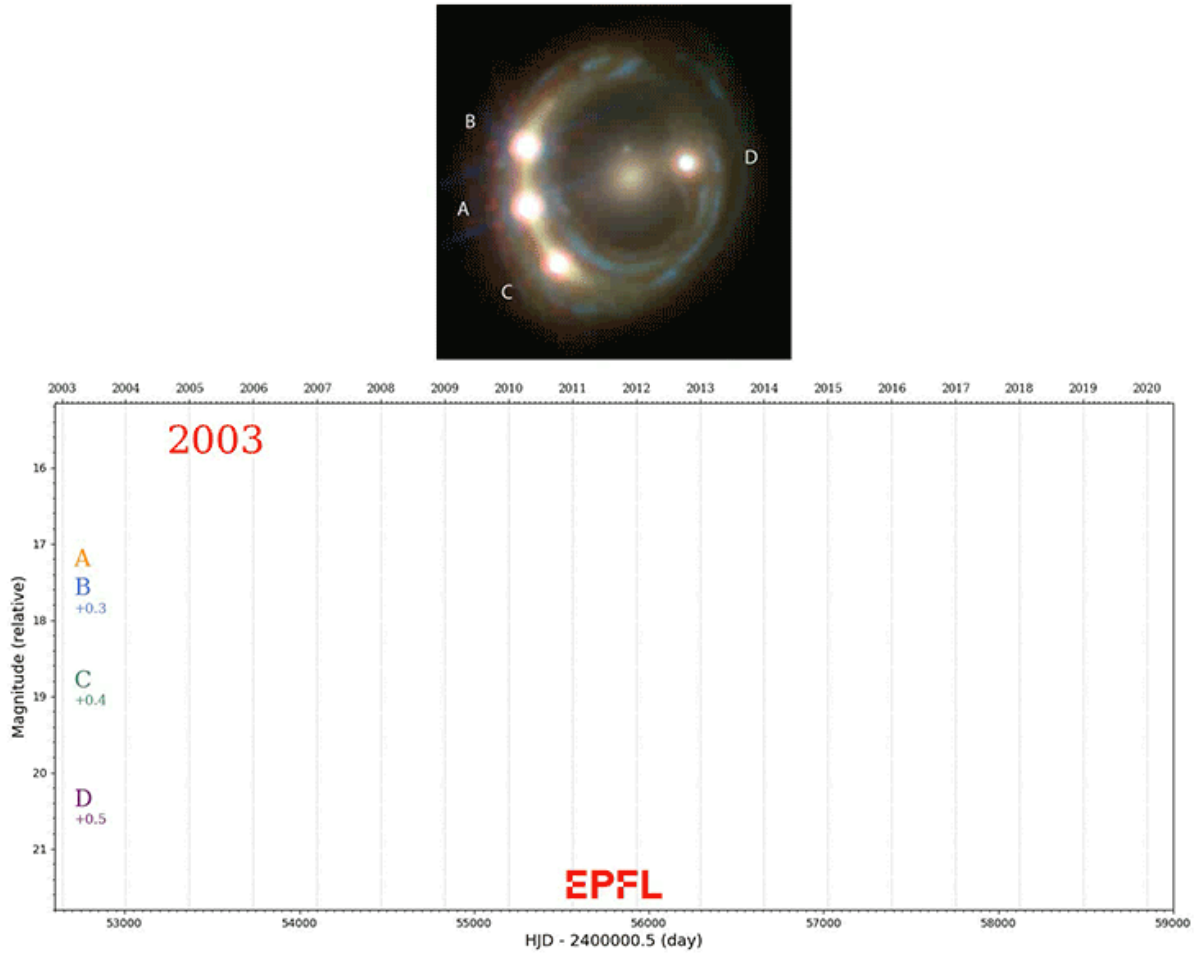 B
D
A
C
2003 2004 2005 2006 2007 2008 2009 2010 2011 2012 2013 2014 2015 2016 2017 2018 2019 2020
2003
16
17
A
B
+0.3
18
C
+0.4
19
20
D
+0.5
21
Magnitude (relative)
EPFL
53000 54000 55000 56000 57000 58000 59000
HJD - 2400000.5 (day)